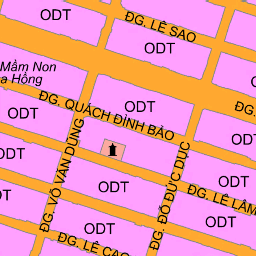 ODT
ĐG. LÊ SAO
ODT
Mầm Non
a Hồng
ĐG. QUÁCH ĐÌNH BẢO
ODT
ODT
ĐG.
ODT
ODT
ĐG. VÕ VĂN DŨNG
ĐG. ĐỖ ĐỨC DỤC
ODT
ODT
ĐG. LÊ LÂM
DT
ODT
ODT
ĐG. LÊ CAO
ODT